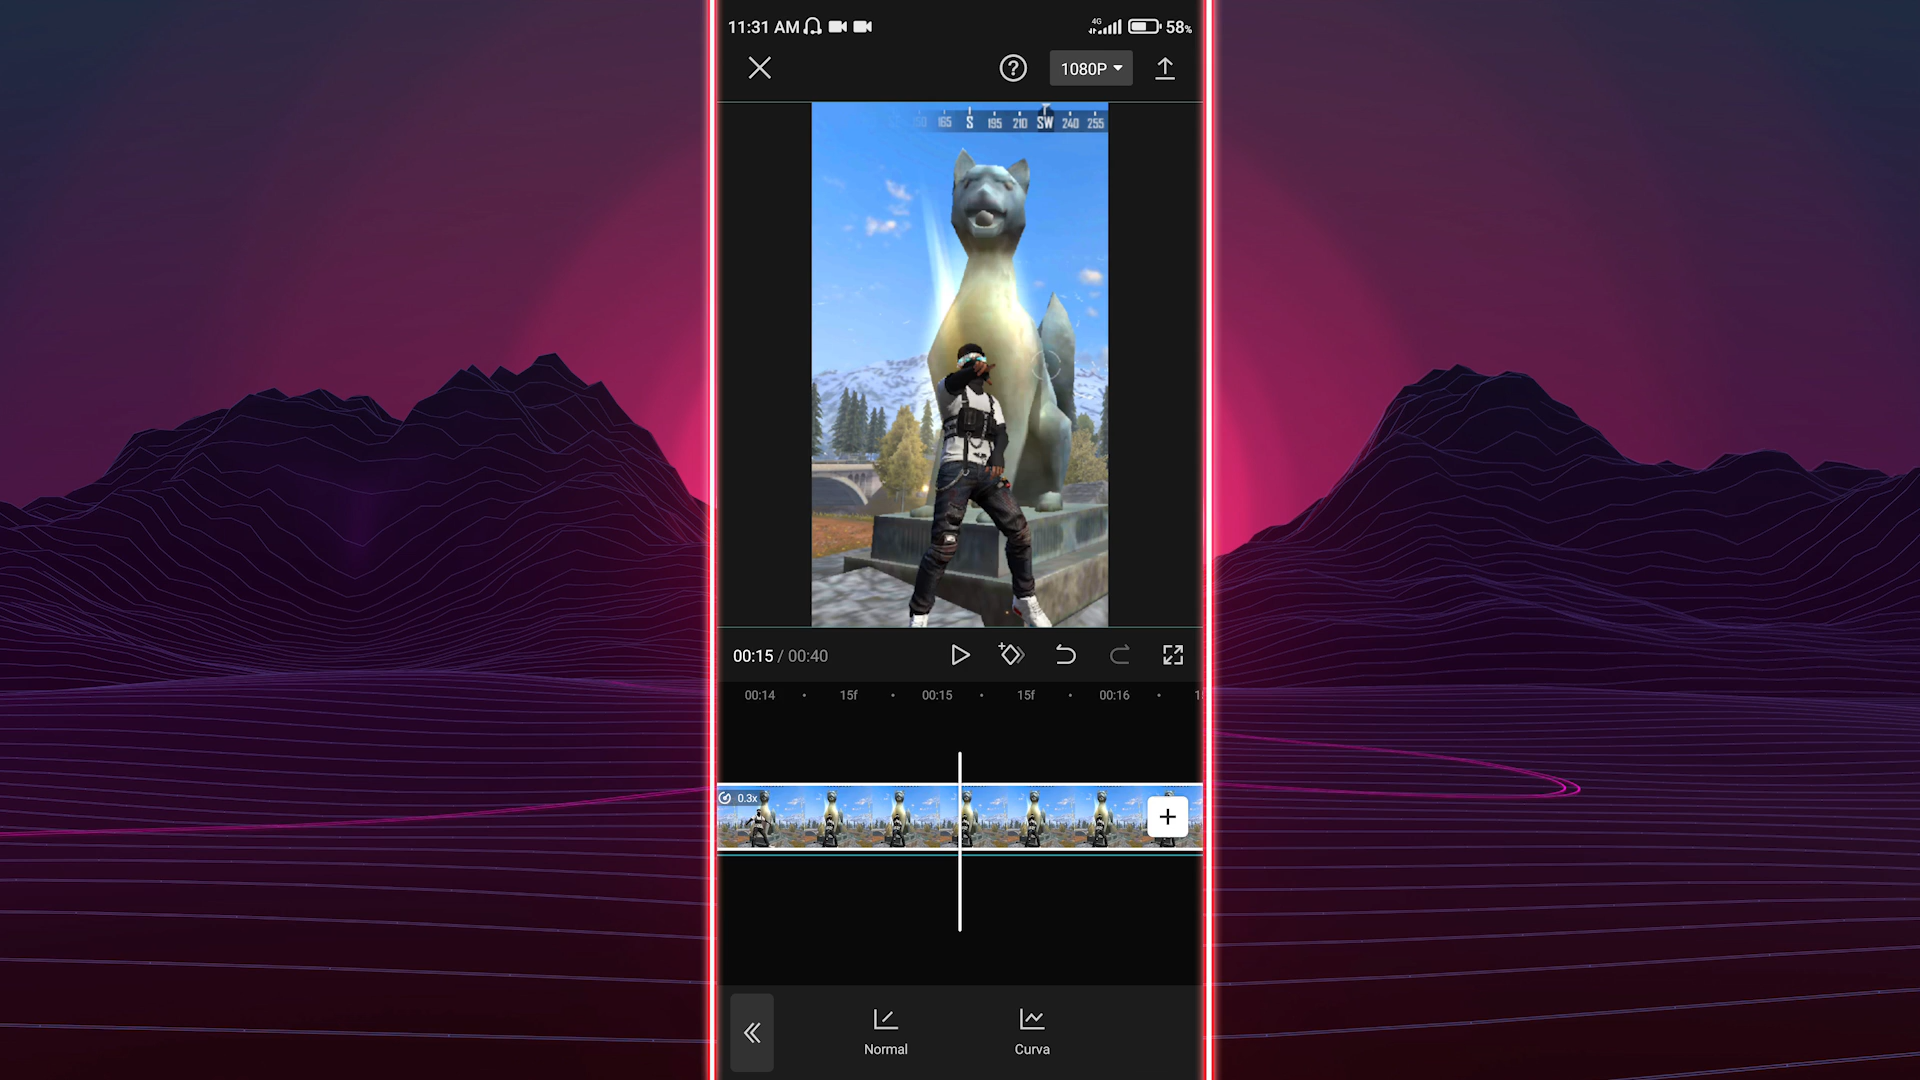 11:31 AM 4G 58%
1080P
165 S 195 210 SW 240 255
00:15 / 00:40
00:14 15f 00:15 15f 00:16
0.3x
Normal Curva